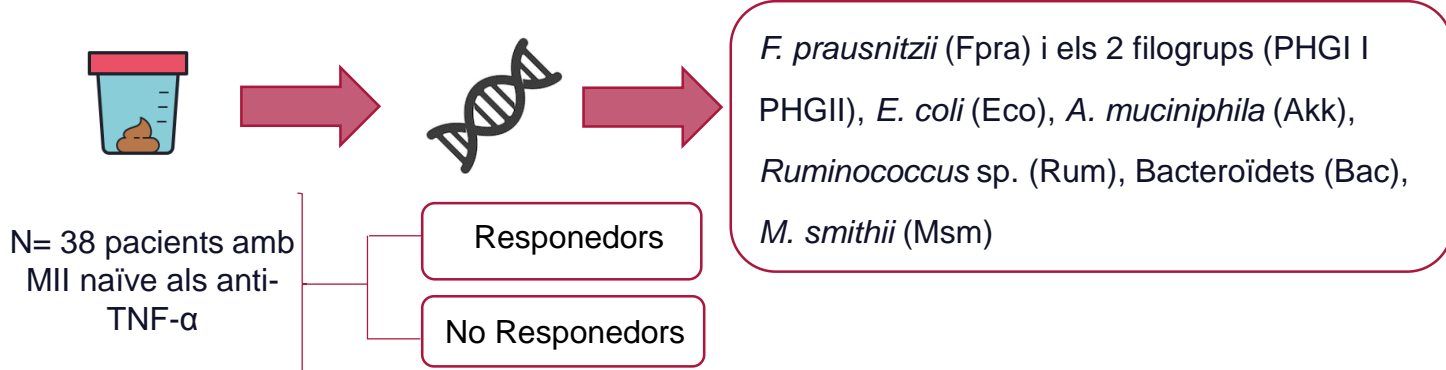 N= 38 pacients amb
MII naïve als anti-
TNF-α
Responedors
No Responedors
F. prausnitzii (Fpra) i els 2 filogrups (PHGI I
PHGII), E. coli (Eco), A. muciniphila (Akk),
Ruminococcus sp. (Rum), Bacteroïdets (Bac),
M. smithii (Msm)